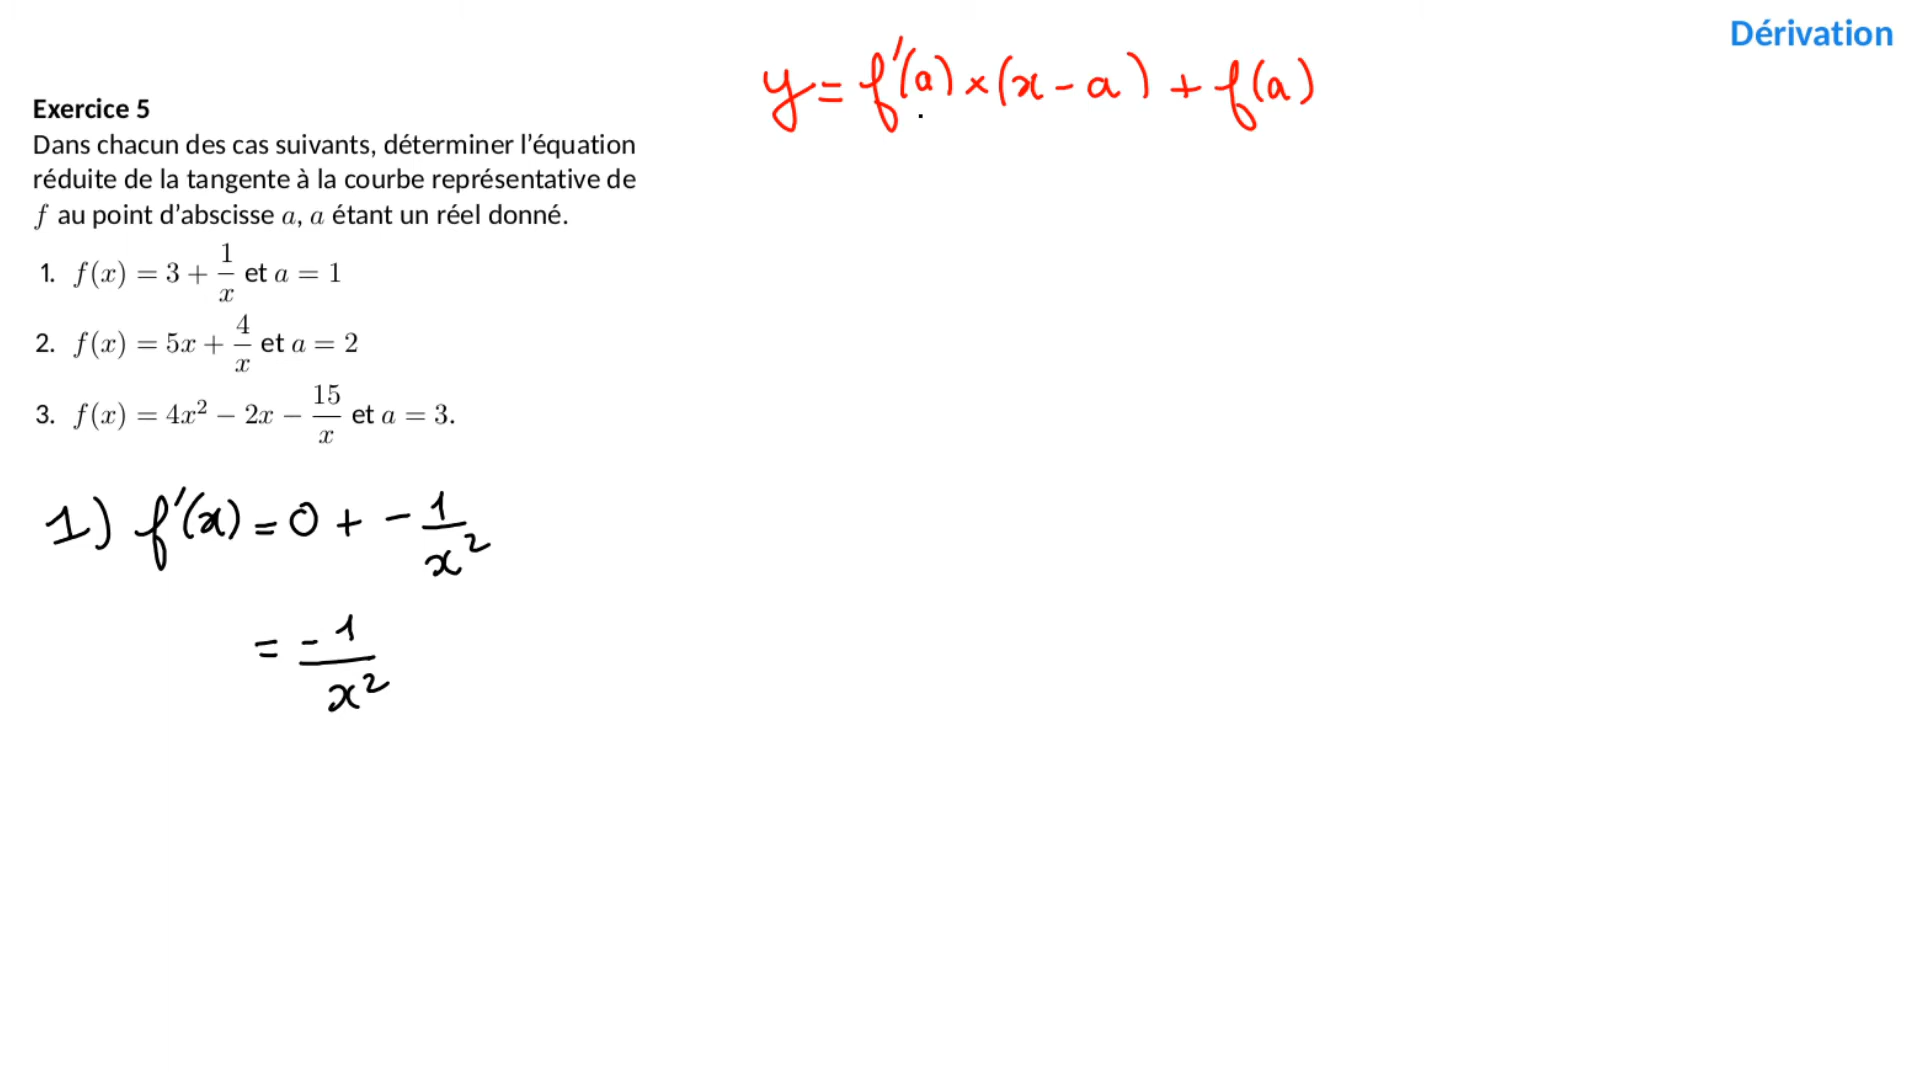 Dérivation
y = f'(a) × (x - a) + f(a)
Exercice 5
Dans chacun des cas suivants, déterminer l’équation
réduite de la tangente à la courbe représentative de
f au point d’abscisse a, a étant un réel donné.
1. f(x) = 3 + 1/x et a = 1
2. f(x) = 5x + 4/x et a = 2
3. f(x) = 4x² − 2x − 15/x et a = 3.
1) f'(x) = 0 + - 1/x²
= -1/x²